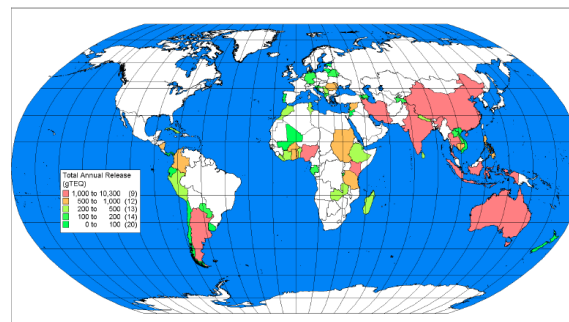 Total Annual Release
(gTEQ)
1,000 to 10,300 (9)
500 to 1,000 (12)
200 to 500 (13)
100 to 200 (14)
0 to 100 (20)